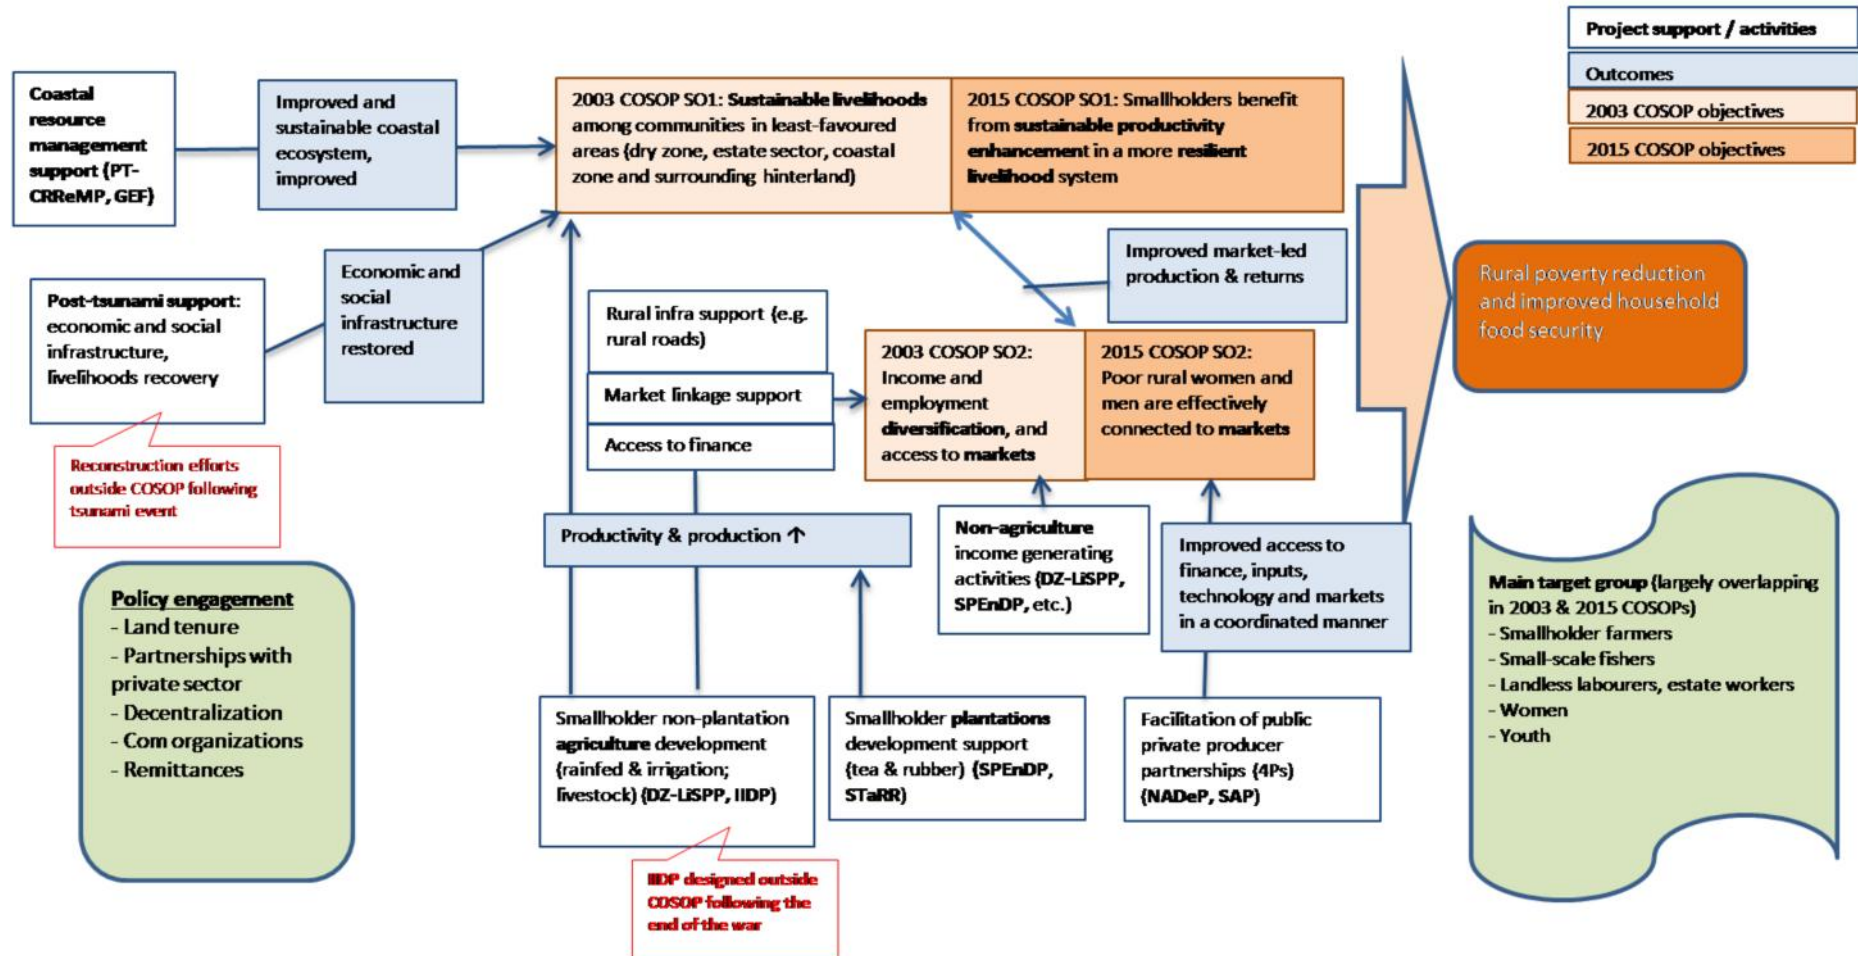 Project support / activities
Outcomes
2003 COSOP objectives
2015 COSOP objectives
Coastal
resource
management
support (PT-
CRReMP, GEF)
Improved and
sustainable coastal
ecosystem,
improved
2003 COSOP SO1: Sustainable livelihoods
among communities in least-favoured
areas (dry zone, estate sector, coastal
zone and surrounding hinterland)
2015 COSOP SO1: Smallholders benefit
from sustainable productivity
enhancement in a more resilient
livelihood system
Post-tsunami support:
economic and social
infrastructure,
livelihoods recovery
Economic and
social
infrastructure
restored
Improved market-led
production & returns
Rural infra support (e.g.
rural roads)
Market linkage support
Access to finance
2003 COSOP SO2:
Income and
employment
diversification, and
access to markets
2015 COSOP SO2:
Poor rural women and
men are effectively
connected to markets
Rural poverty reduction
and improved household
food security
Reconstruction efforts
outside COSOP following
tsunami event
Productivity & production ↑
Non-agriculture
income generating
activities (DZ-LiSPP,
SPEnDP, etc.)
Improved access to
finance, inputs,
technology and markets
in a coordinated manner
Policy engagement
- Land tenure
- Partnerships with
private sector
- Decentralization
- Com organizations
- Remittances
Smallholder non-plantation
agriculture development
(rainfed & irrigation;
livestock) (DZ-LiSPP, IIDP)
Smallholder plantations
development support
(tea & rubber) (SPEnDP,
STaRR)
Facilitation of public
private producer
partnerships (4Ps)
(NADeP, SAP)
Main target group (largely overlapping
in 2003 & 2015 COSOPs)
- Smallholder farmers
- Small-scale fishers
- Landless labourers, estate workers
- Women
- Youth
IIDP designed outside
COSOP following the
end of the war